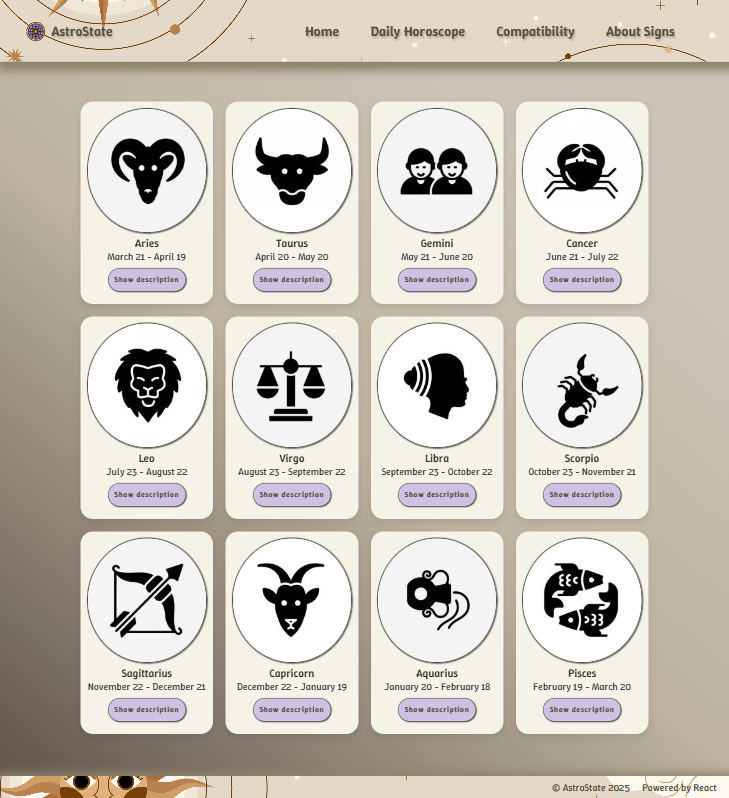 AstroState
Home Daily Horoscope Compatibility About Signs
Aries Taurus Gemini Cancer
March 21 - April 19 April 20 - May 20 May 21 - June 20 June 21 - July 22
Show description Show description Show description Show description
Leo Virgo Libra Scorpio
July 23 - August 22 August 23 - September 22 September 23 - October 22 October 23 - November 21
Show description Show description Show description Show description
Sagittarius Capricorn Aquarius Pisces
November 22 - December 21 December 22 - January 19 January 20 - February 18 February 19 - March 20
Show description Show description Show description Show description
© AstroState 2025 Powered by React